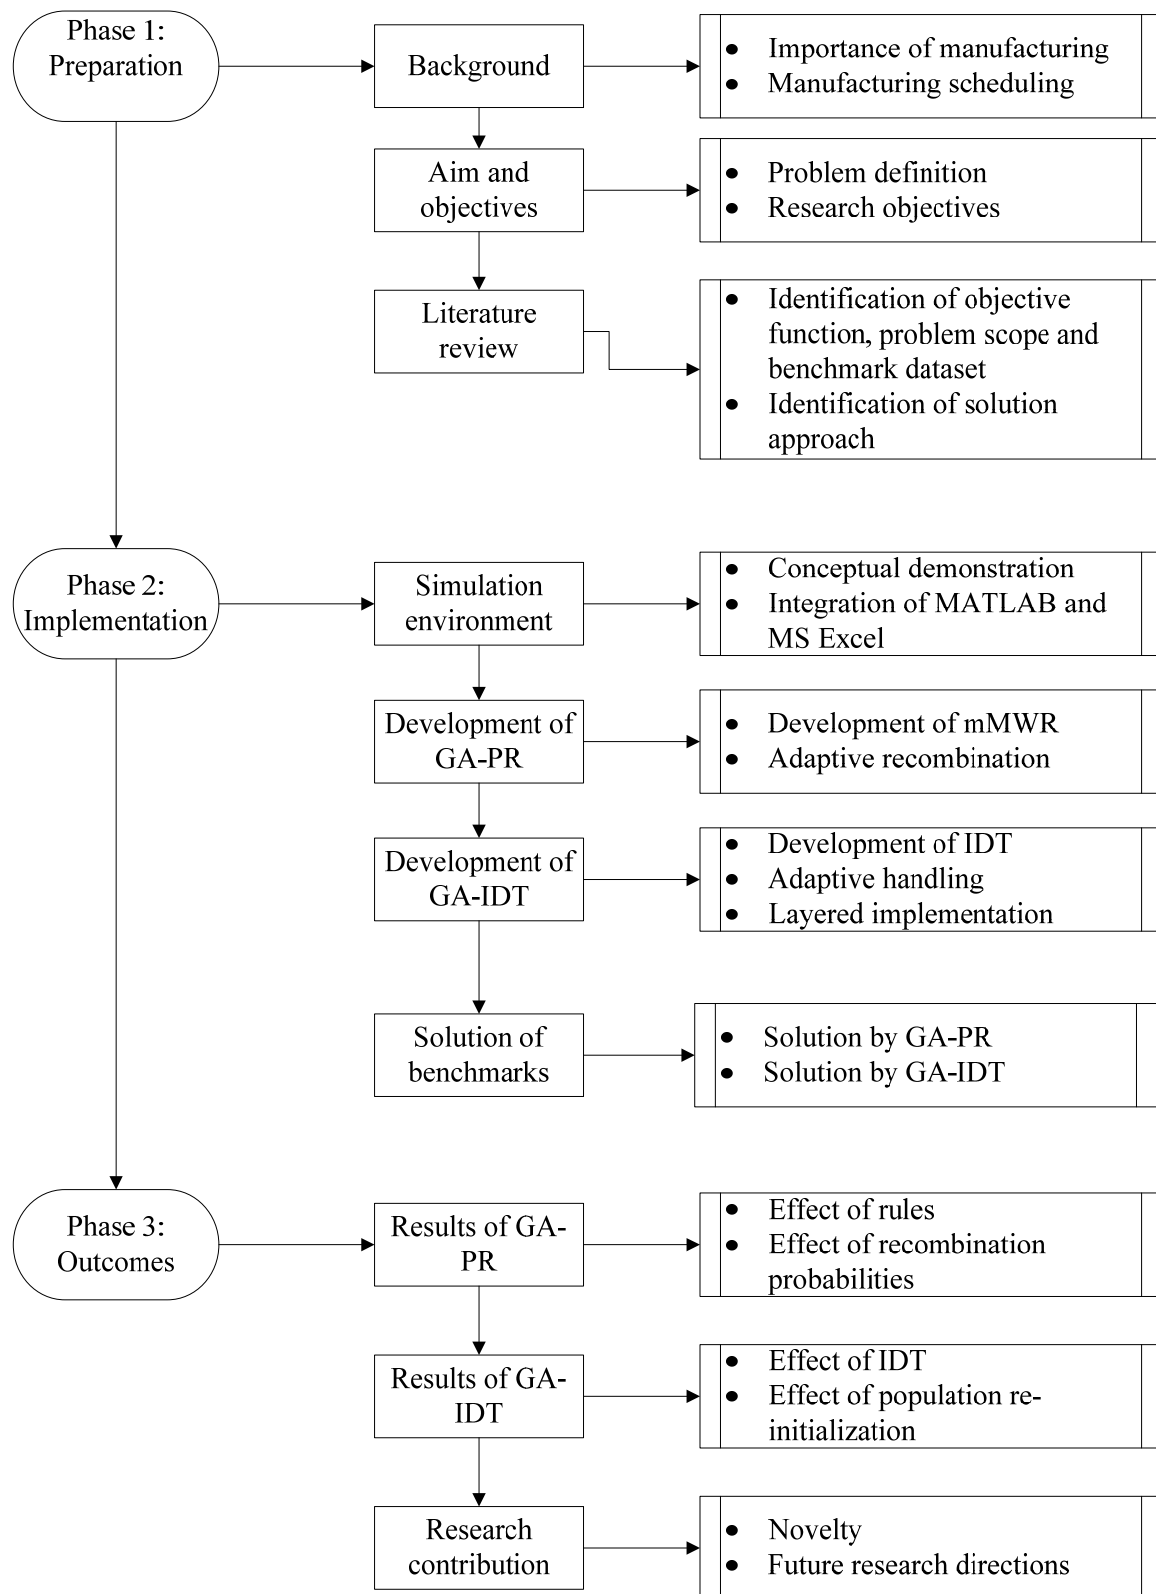 Phase 1:
Preparation
Background
• Importance of manufacturing
• Manufacturing scheduling
Aim and
objectives
• Problem definition
• Research objectives
Literature
review
• Identification of objective
function, problem scope and
benchmark dataset
• Identification of solution
approach
Phase 2:
Implementation
Simulation
environment
• Conceptual demonstration
• Integration of MATLAB and
MS Excel
Development of
GA-PR
• Development of mMWR
• Adaptive recombination
Development of
GA-IDT
• Development of IDT
• Adaptive handling
• Layered implementation
Solution of
benchmarks
• Solution by GA-PR
• Solution by GA-IDT
Phase 3:
Outcomes
Results of GA-
PR
• Effect of rules
• Effect of recombination
probabilities
Results of GA-
IDT
• Effect of IDT
• Effect of population re-
initialization
Research
contribution
• Novelty
• Future research directions